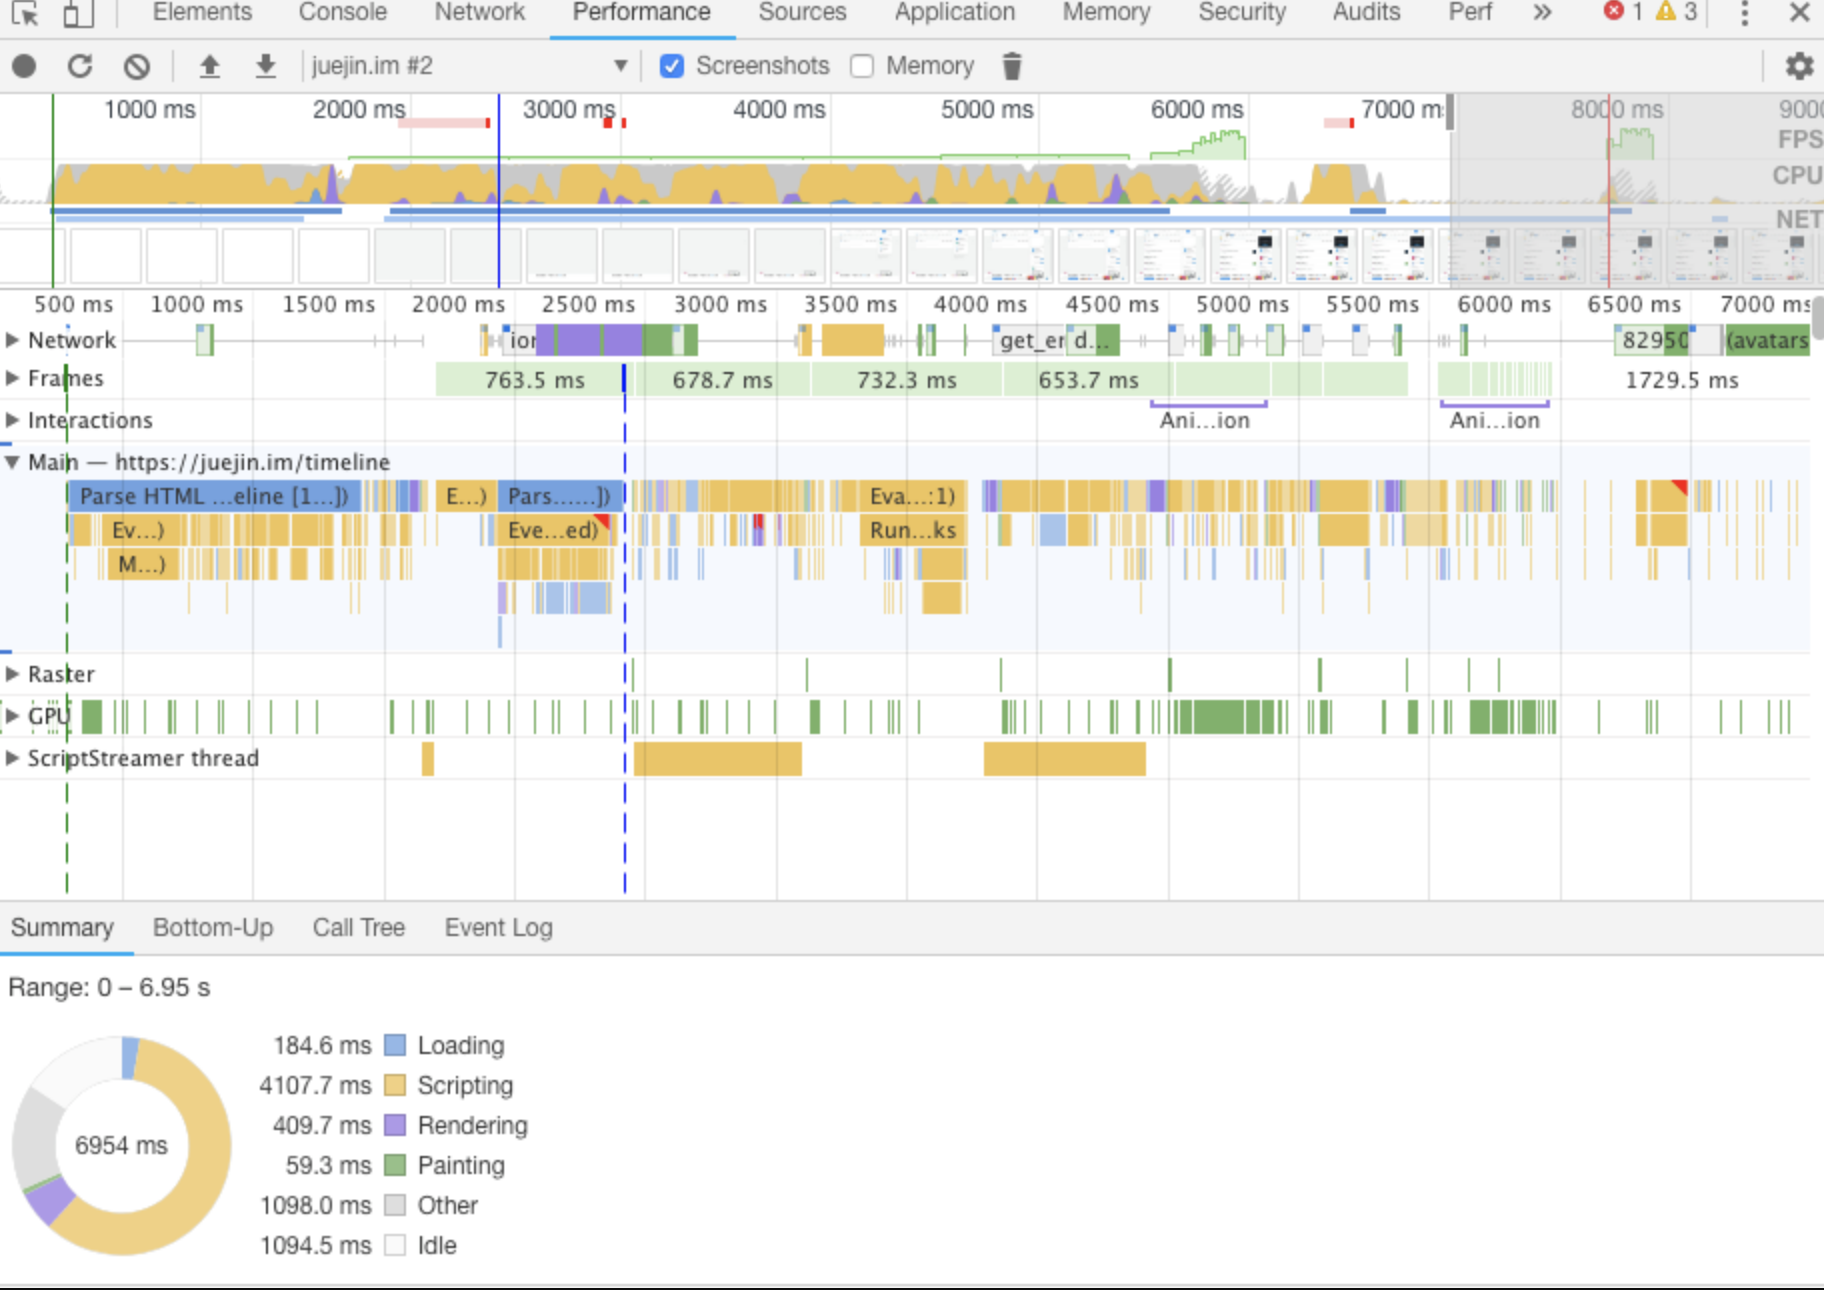 Elements Console Network Performance Sources Application Memory Security Audits Perf » 1 3
juejin.im #2 Screenshots Memory
1000 ms 2000 ms 3000 ms 4000 ms 5000 ms 6000 ms 7000 m 8000 ms 9000
FPS
CPU
NET
500 ms 1000 ms 1500 ms 2000 ms 2500 ms 3000 ms 3500 ms 4000 ms 4500 ms 5000 ms 5500 ms 6000 ms 6500 ms 7000 ms
Network ion get_er d... 82950 (avatars
Frames 763.5 ms 678.7 ms 732.3 ms 653.7 ms 1729.5 ms
Interactions Ani...ion Ani...ion
Main — https://juejin.im/timeline
Parse HTML ...eline [1...]) E...) Pars......]) Eva...:1)
Ev...) Eve...ed) Run...ks
M...)
Raster
GPU
ScriptStreamer thread
Summary Bottom-Up Call Tree Event Log
Range: 0 – 6.95 s
184.6 ms Loading
4107.7 ms Scripting
409.7 ms Rendering
6954 ms
59.3 ms Painting
1098.0 ms Other
1094.5 ms Idle